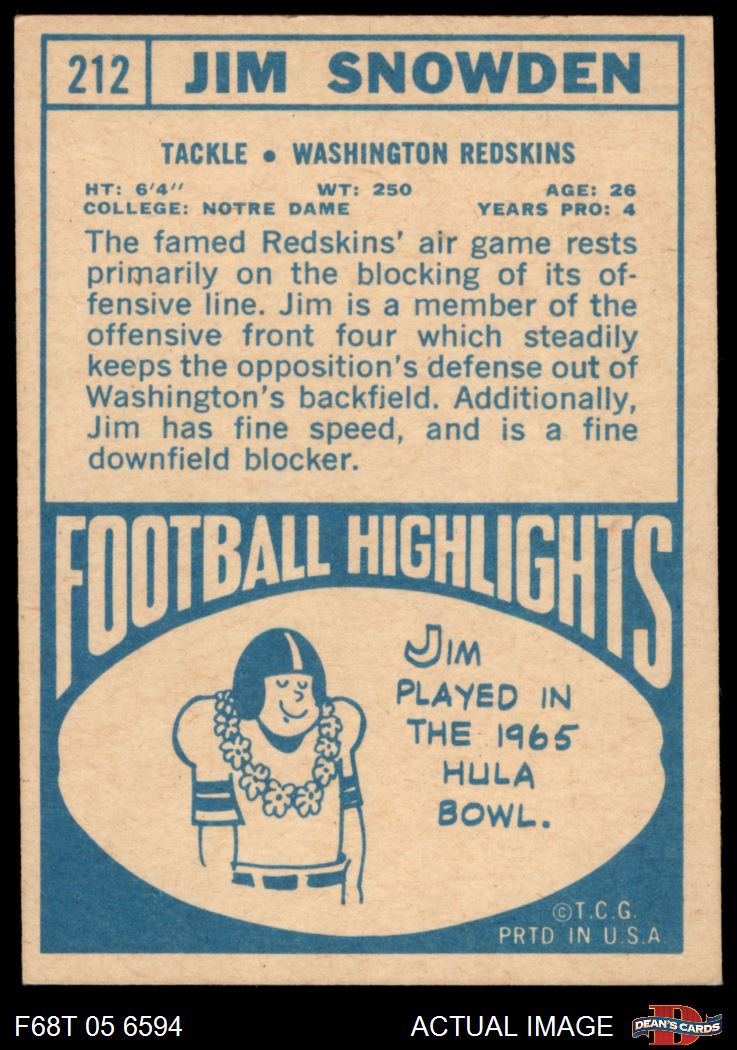 212 JIM SNOWDEN
TACKLE • WASHINGTON REDSKINS
HT: 6'4" WT: 250 AGE: 26
COLLEGE: NOTRE DAME YEARS PRO: 4
The famed Redskins' air game rests
primarily on the blocking of its of-
fensive line. Jim is a member of the
offensive front four which steadily
keeps the opposition's defense out of
Washington's backfield. Additionally,
Jim has fine speed, and is a fine
downfield blocker.
FOOTBALL HIGHLIGHTS
JIM
PLAYED IN
THE 1965
HULA
BOWL.
©T.C.G.
PRTD IN U.S.A
F68T 05 6594 ACTUAL IMAGE D DEAN'S CARDS